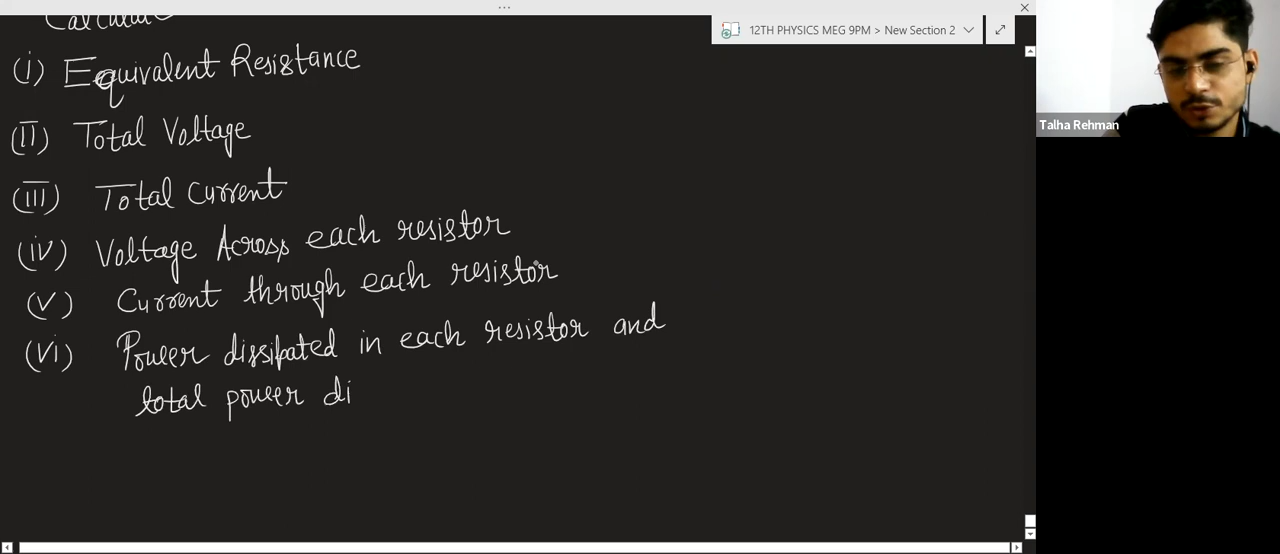 Calculate
(i) Equivalent Resistance
(II) Total Voltage
(III) Total Current
(iv) Voltage Across each resistor
(V) Current through each resistor
(VI) Power dissipated in each resistor and
total power di
12TH PHYSICS MEG 9PM > New Section 2
Talha Rehman